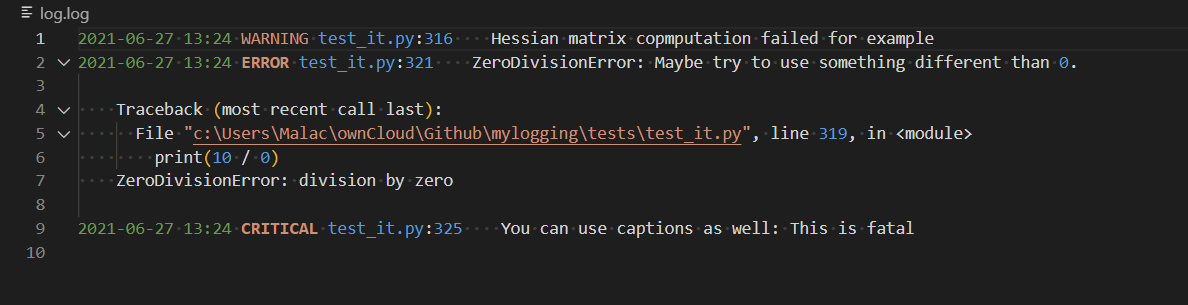 log.log
1 2021-06-27 13:24 WARNING test_it.py:316    Hessian matrix copmputation failed for example
2 2021-06-27 13:24 ERROR test_it.py:321    ZeroDivisionError: Maybe try to use something different than 0.
3
4     Traceback (most recent call last):
5       File "c:\Users\Malac\ownCloud\Github\mylogging\tests\test_it.py", line 319, in <module>
6         print(10 / 0)
7     ZeroDivisionError: division by zero
8
9 2021-06-27 13:24 CRITICAL test_it.py:325    You can use captions as well: This is fatal
10